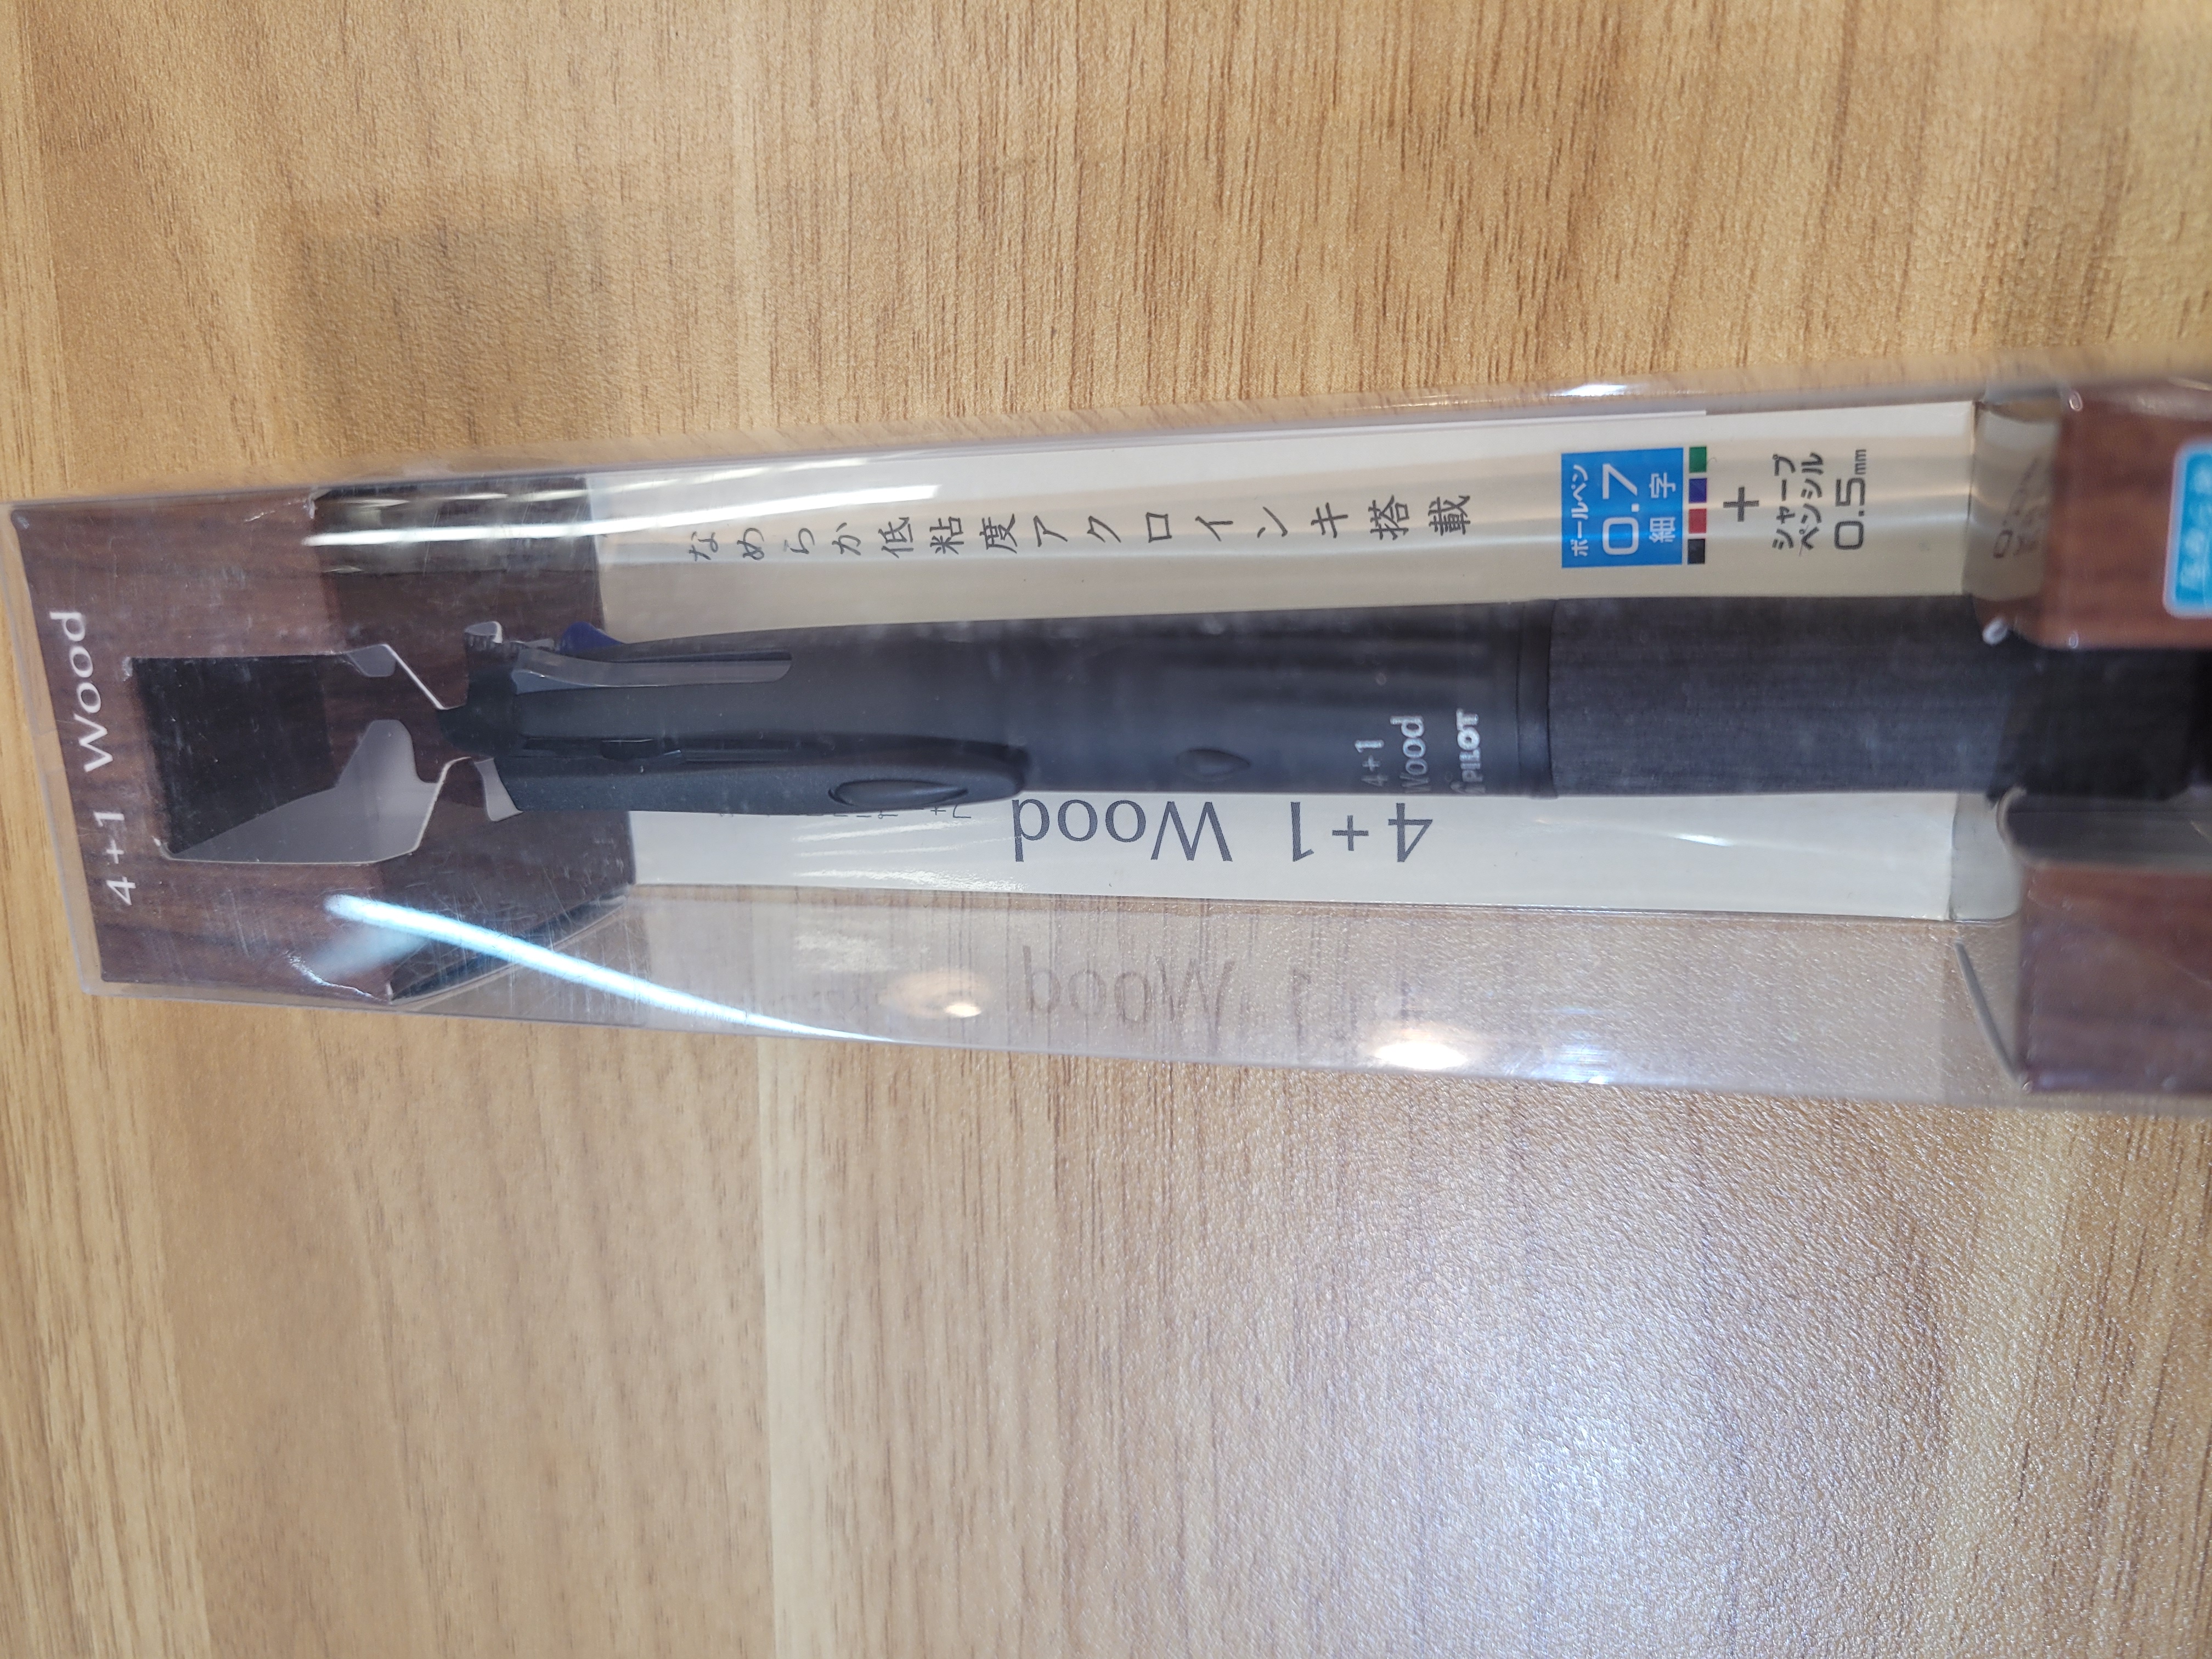 4+1 Wood
なめらか低粘度アクロインキ搭載
ボールペン
0.7
細字
+
シャープ
ペンシル
0.5mm
4+1
Wood
PILOT
4+1 Wood